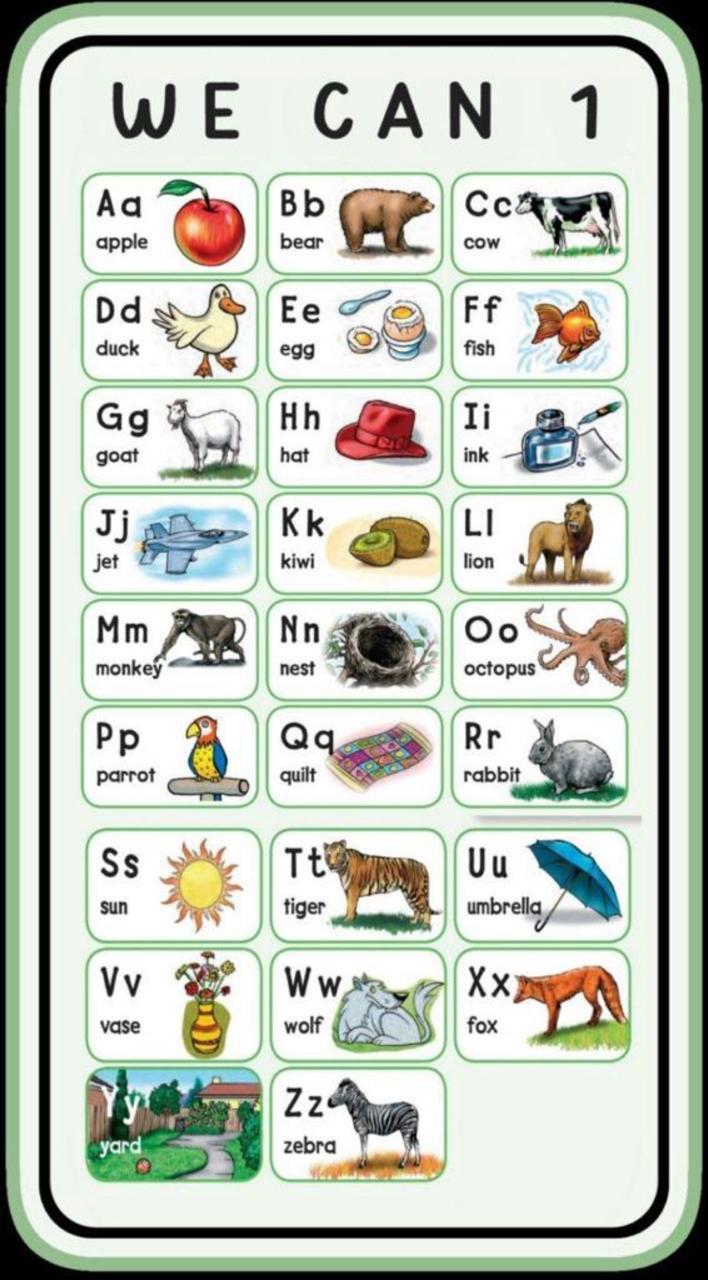 WE CAN 1
Aa
apple
Bb
bear
Cc
cow
Dd
duck
Ee
egg
Ff
fish
Gg
goat
Hh
hat
Ii
ink
Jj
jet
Kk
kiwi
Ll
lion
Mm
monkey
Nn
nest
Oo
octopus
Pp
parrot
Qq
quilt
Rr
rabbit
Ss
sun
Tt
tiger
Uu
umbrella
Vv
vase
Ww
wolf
Xx
fox
Yy
yard
Zz
zebra